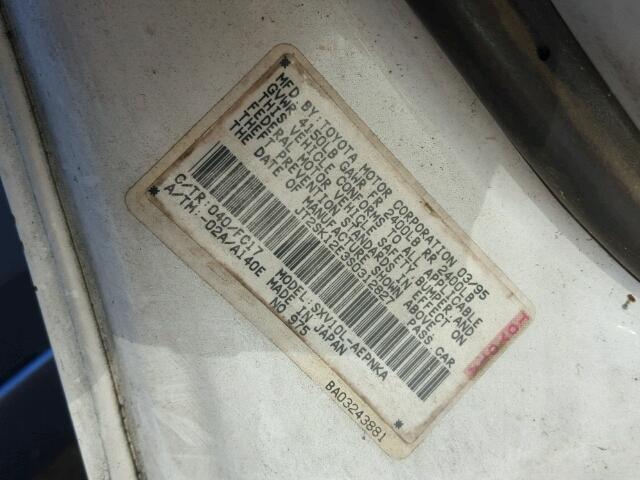 MFD BY: TOYOTA MOTOR CORPORATION 03/95
GVWR 4150LB GAWR FR 2400LB RR 2400LB
THIS VEHICLE CONFORMS TO ALL APPLICABLE
FEDERAL MOTOR VEHICLE SAFETY BUMPER, AND
THEFT PREVENTION STANDARDS IN EFFECT ON
THE DATE OF MANUFACTURE SHOWN ABOVE.
PASS CAR
C/TR: 040/FC17
A/TM: -02A/A140E
MODEL: SXV10L-AEPNKA
MADE IN JAPAN
NO 975
BA03243881